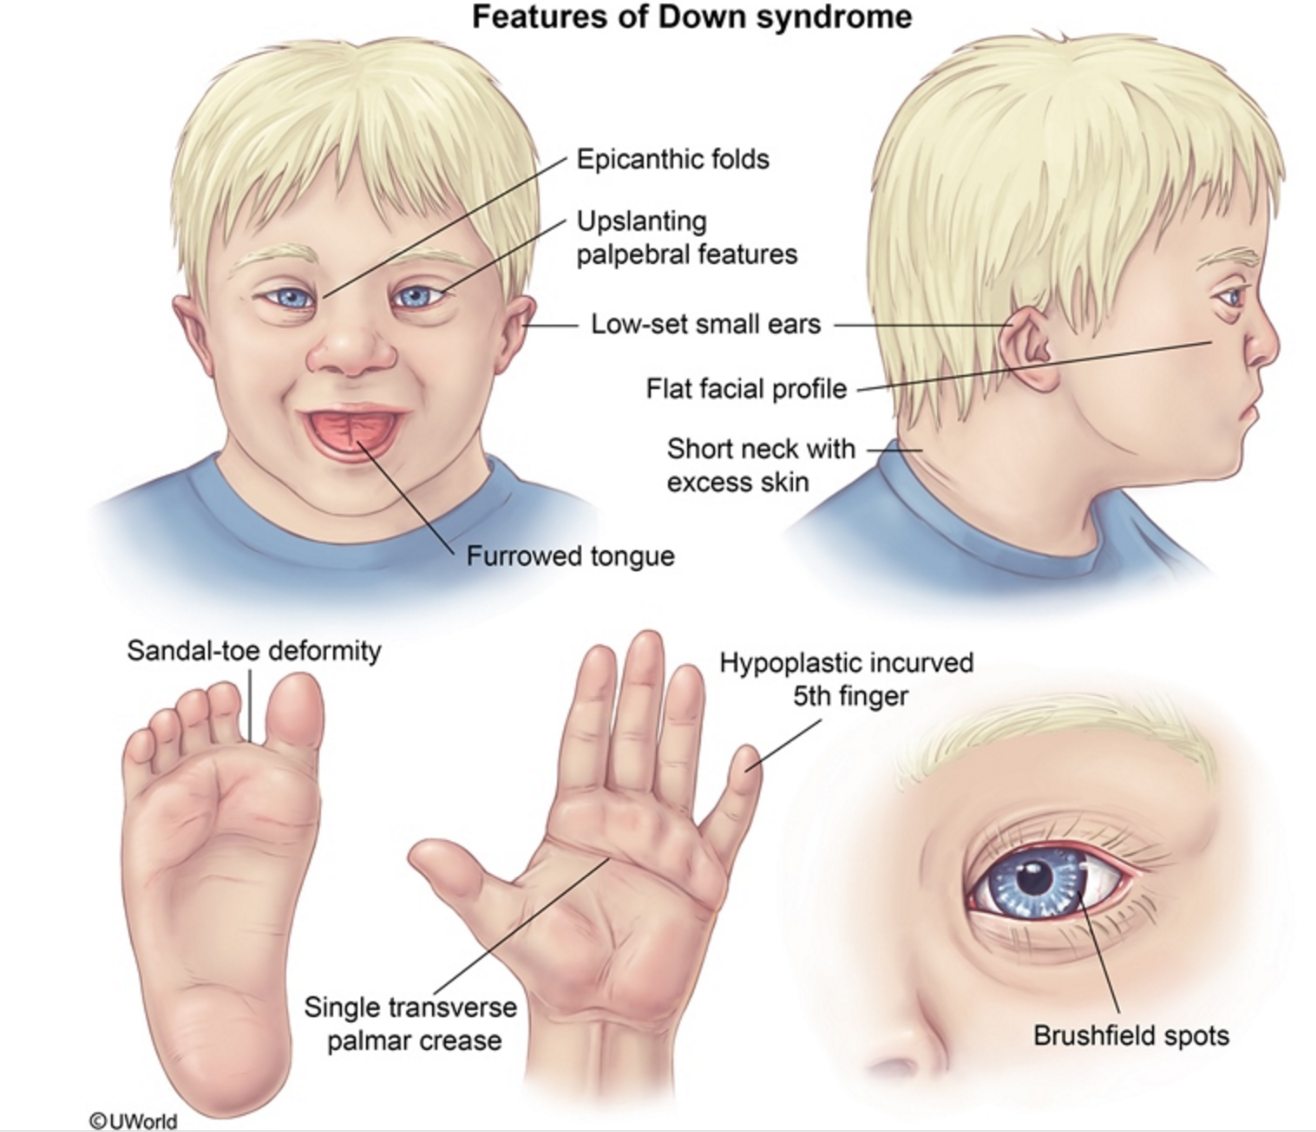 Features of Down syndrome
Epicanthic folds
Upslanting
palpebral features
Low-set small ears
Flat facial profile
Short neck with
excess skin
Furrowed tongue
Sandal-toe deformity
Hypoplastic incurved
5th finger
Single transverse
palmar crease
Brushfield spots
©UWorld